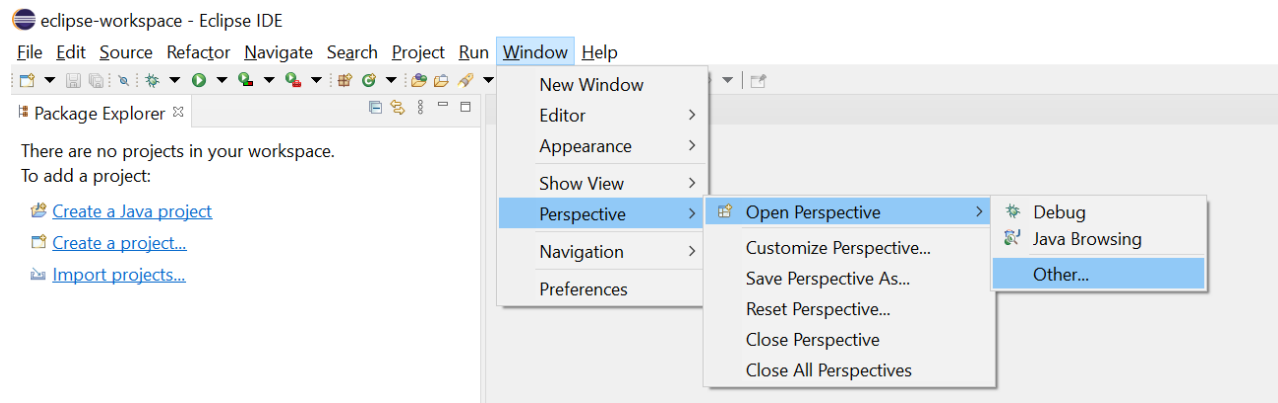 eclipse-workspace - Eclipse IDE
File Edit Source Refactor Navigate Search Project Run Window Help
Package Explorer
There are no projects in your workspace.
To add a project:
Create a Java project
Create a project...
Import projects...
New Window
Editor
Appearance
Show View
Perspective
Navigation
Preferences
Open Perspective
Customize Perspective...
Save Perspective As...
Reset Perspective...
Close Perspective
Close All Perspectives
Debug
Java Browsing
Other...